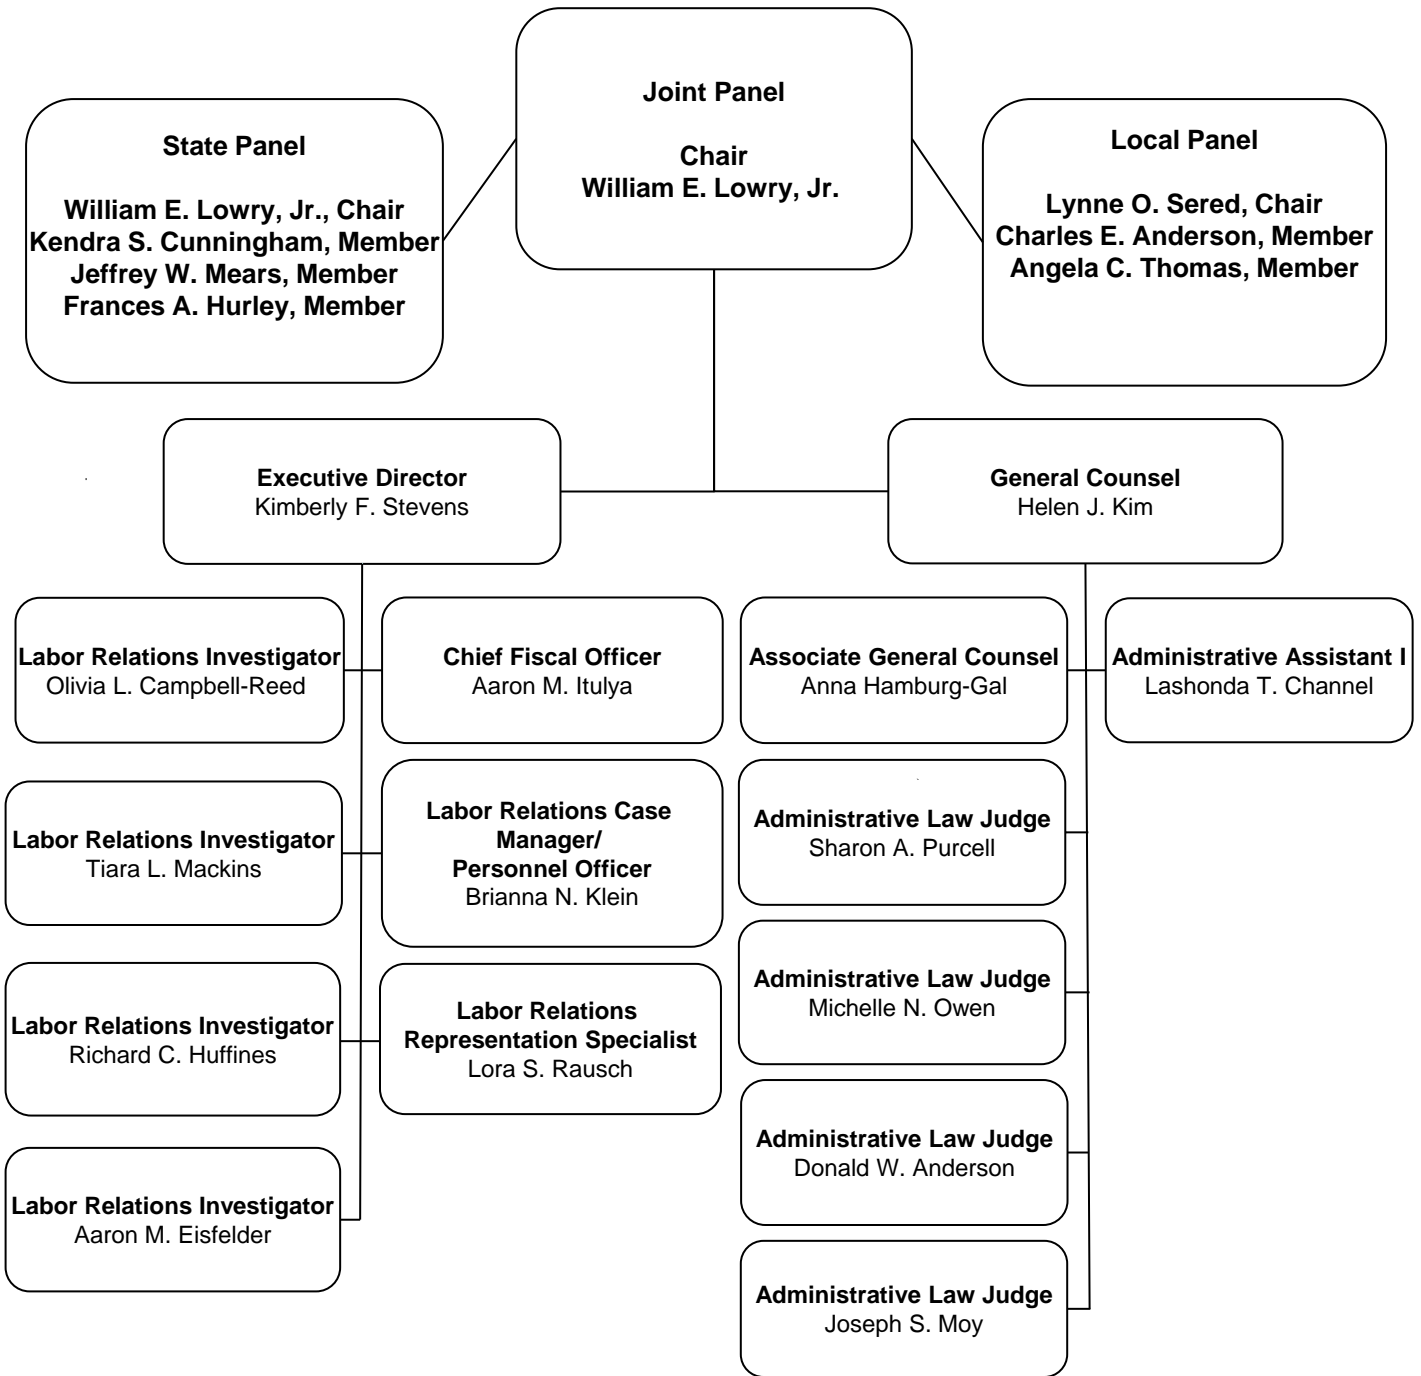 Joint Panel
Chair
William E. Lowry, Jr.
State Panel
William E. Lowry, Jr., Chair
Kendra S. Cunningham, Member
Jeffrey W. Mears, Member
Frances A. Hurley, Member
Local Panel
Lynne O. Sered, Chair
Charles E. Anderson, Member
Angela C. Thomas, Member
Executive Director
Kimberly F. Stevens
General Counsel
Helen J. Kim
Labor Relations Investigator
Olivia L. Campbell-Reed
Chief Fiscal Officer
Aaron M. Itulya
Associate General Counsel
Anna Hamburg-Gal
Administrative Assistant I
Lashonda T. Channel
Labor Relations Investigator
Tiara L. Mackins
Labor Relations Case
Manager/
Personnel Officer
Brianna N. Klein
Administrative Law Judge
Sharon A. Purcell
Labor Relations Investigator
Richard C. Huffines
Labor Relations
Representation Specialist
Lora S. Rausch
Administrative Law Judge
Michelle N. Owen
Labor Relations Investigator
Aaron M. Eisfelder
Administrative Law Judge
Donald W. Anderson
Administrative Law Judge
Joseph S. Moy